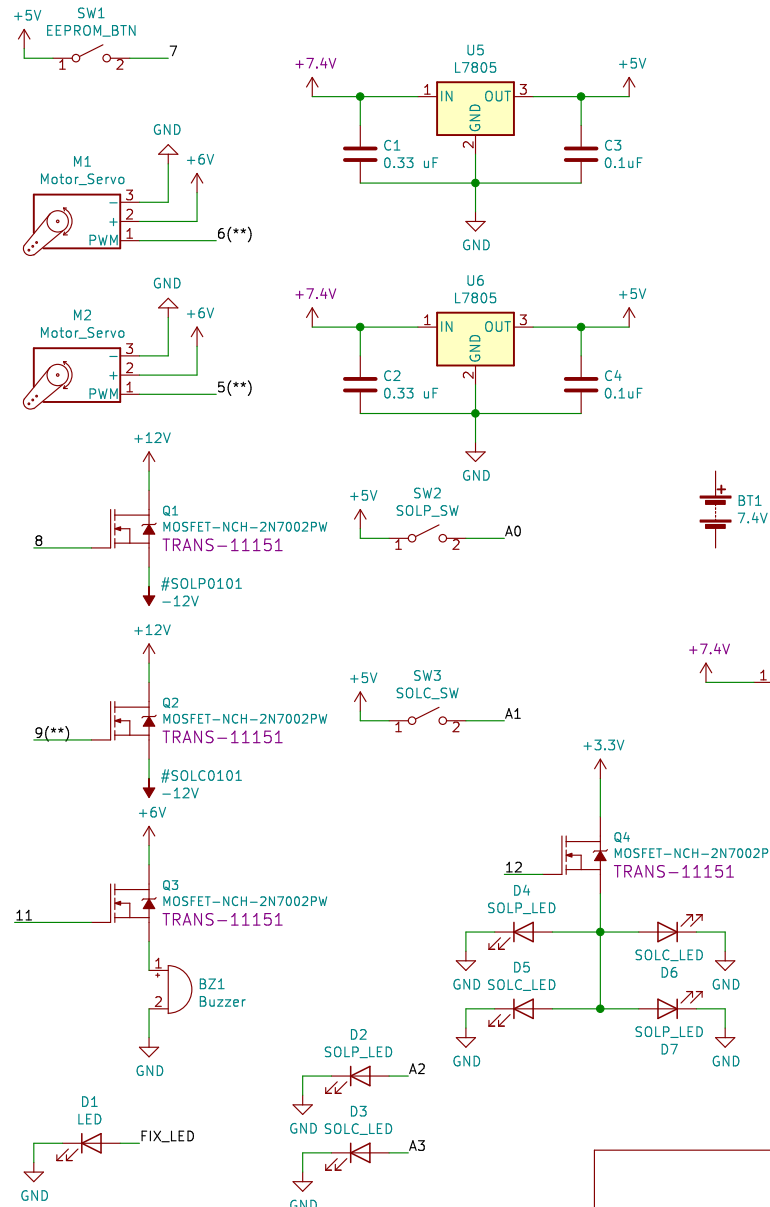 SW1
EEPROM_BTN
+5V
1
2
7
GND
M1
Motor_Servo
+6V
-
3
+
2
PWM
1
6(**)
GND
M2
Motor_Servo
+6V
-
3
+
2
PWM
1
5(**)
U5
L7805
+7.4V
+5V
1
IN
OUT
3
GND
2
C1
0.33 uF
C3
0.1uF
GND
U6
L7805
+7.4V
+5V
1
IN
OUT
3
GND
2
C2
0.33 uF
C4
0.1uF
GND
+12V
Q1
MOSFET-NCH-2N7002PW
TRANS-11151
8
#SOLP0101
-12V
SW2
SOLP_SW
+5V
1
2
A0
+
BT1
7.4V
+12V
Q2
MOSFET-NCH-2N7002PW
TRANS-11151
9(**)
#SOLC0101
-12V
SW3
SOLC_SW
+5V
1
2
A1
+7.4V
1
+6V
Q3
MOSFET-NCH-2N7002PW
TRANS-11151
11
1
+
BZ1
Buzzer
2
GND
+3.3V
Q4
MOSFET-NCH-2N7002P
TRANS-11151
12
D4
SOLP_LED
GND
SOLC_LED
D6
GND
D5
SOLC_LED
GND
SOLP_LED
D7
GND
D2
SOLP_LED
A2
GND
D3
SOLC_LED
A3
GND
D1
LED
FIX_LED
GND